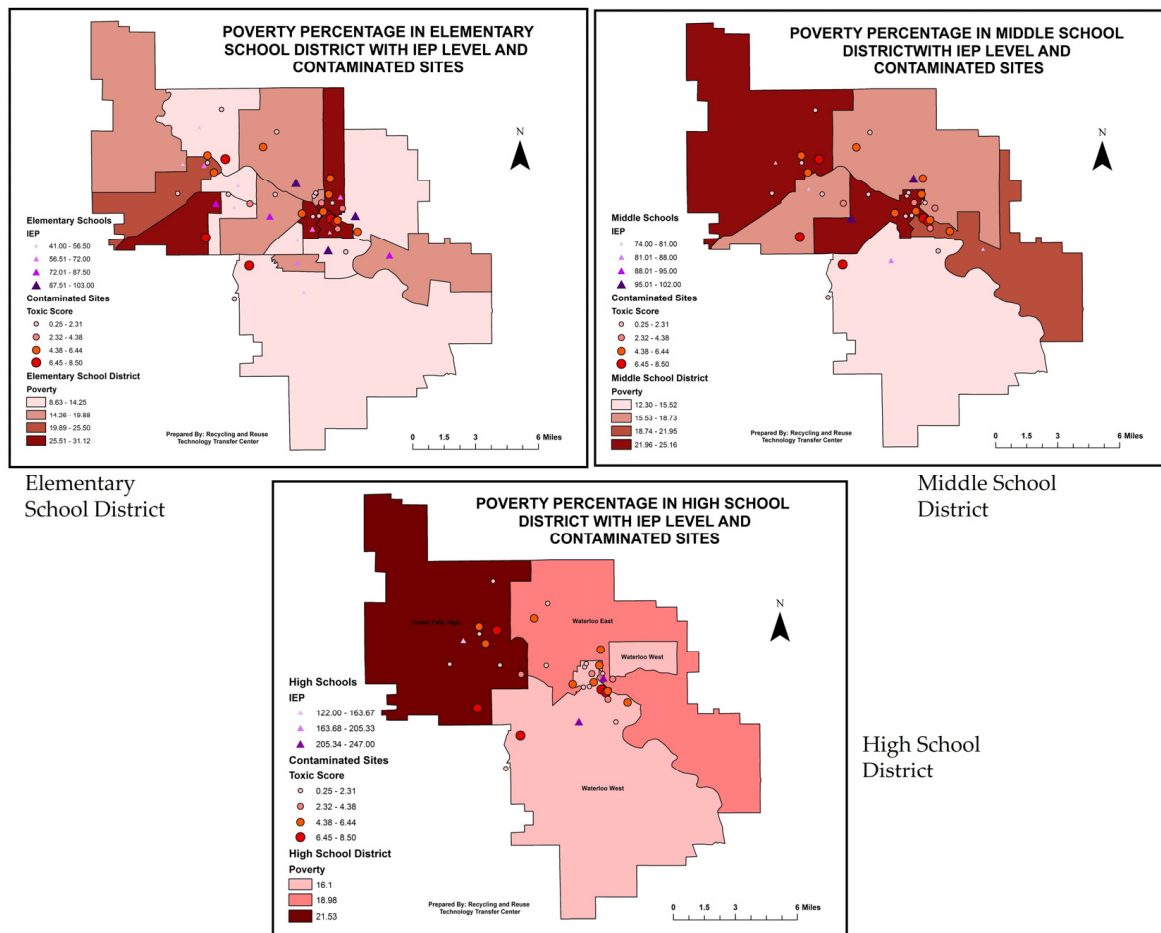 POVERTY PERCENTAGE IN ELEMENTARY
SCHOOL DISTRICT WITH IEP LEVEL AND
CONTAMINATED SITES
N
Elementary Schools
IEP
41.00 - 56.50
56.51 - 72.00
72.01 - 87.50
87.51 - 103.00
Contaminated Sites
Toxic Score
0.25 - 2.31
2.32 - 4.38
4.38 - 6.44
6.45 - 8.50
Elementary School District
Poverty
8.63 - 14.25
14.26 - 19.88
19.89 - 25.50
25.51 - 31.12
Prepared By: Recycling and Reuse
Technology Transfer Center
0 1.5 3 6 Miles
POVERTY PERCENTAGE IN MIDDLE SCHOOL
DISTRICTWITH IEP LEVEL AND
CONTAMINATED SITES
N
Middle Schools
IEP
74.00 - 81.00
81.01 - 88.00
88.01 - 95.00
95.01 - 102.00
Contaminated Sites
Toxic Score
0.25 - 2.31
2.32 - 4.38
4.38 - 6.44
6.45 - 8.50
Middle School District
Poverty
12.30 - 15.52
15.53 - 18.73
18.74 - 21.95
21.96 - 25.16
Prepared By: Recycling and Reuse
Technology Transfer Center
0 1.5 3 6 Miles
Elementary
School District
Middle School
District
POVERTY PERCENTAGE IN HIGH SCHOOL
DISTRICT WITH IEP LEVEL AND
CONTAMINATED SITES
N
Cedar Falls High
Waterloo East
Waterloo West
Waterloo West
High Schools
IEP
122.00 - 163.67
163.68 - 205.33
205.34 - 247.00
Contaminated Sites
Toxic Score
0.25 - 2.31
2.32 - 4.38
4.38 - 6.44
6.45 - 8.50
High School District
Poverty
16.1
18.98
21.53
Prepared By: Recycling and Reuse
Technology Transfer Center
0 1.5 3 6 Miles
High School
District